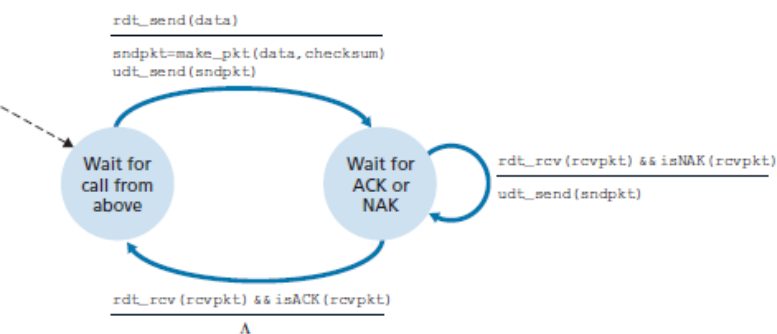 rdt_send(data)
sndpkt=make_pkt(data,checksum)
udt_send(sndpkt)
Wait for
call from
above
Wait for
ACK or
NAK
rdt_rcv(rcvpkt) && isNAK(rcvpkt)
udt_send(sndpkt)
rdt_rcv(rcvpkt) && isACK(rcvpkt)
Λ